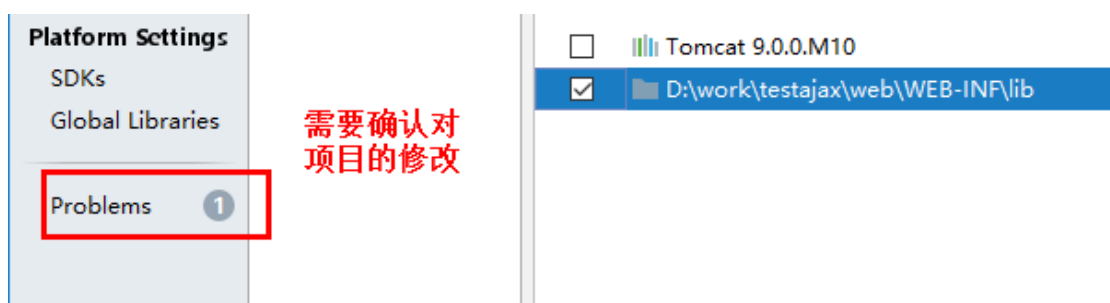 Platform Settings
SDKs
Global Libraries
Problems 1
需要确认对
项目的修改
Tomcat 9.0.0.M10
D:\work\testajax\web\WEB-INF\lib